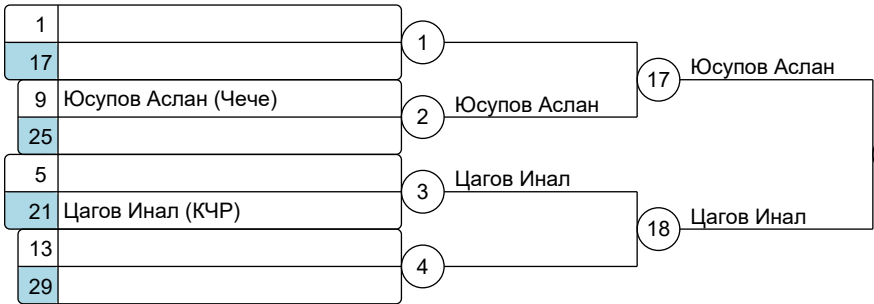 1
1
17
17
Юсупов Аслан
9 Юсупов Аслан (Чече)
2
Юсупов Аслан
25
5
3
Цагов Инал
21 Цагов Инал (КЧР)
18
Цагов Инал
13
4
29